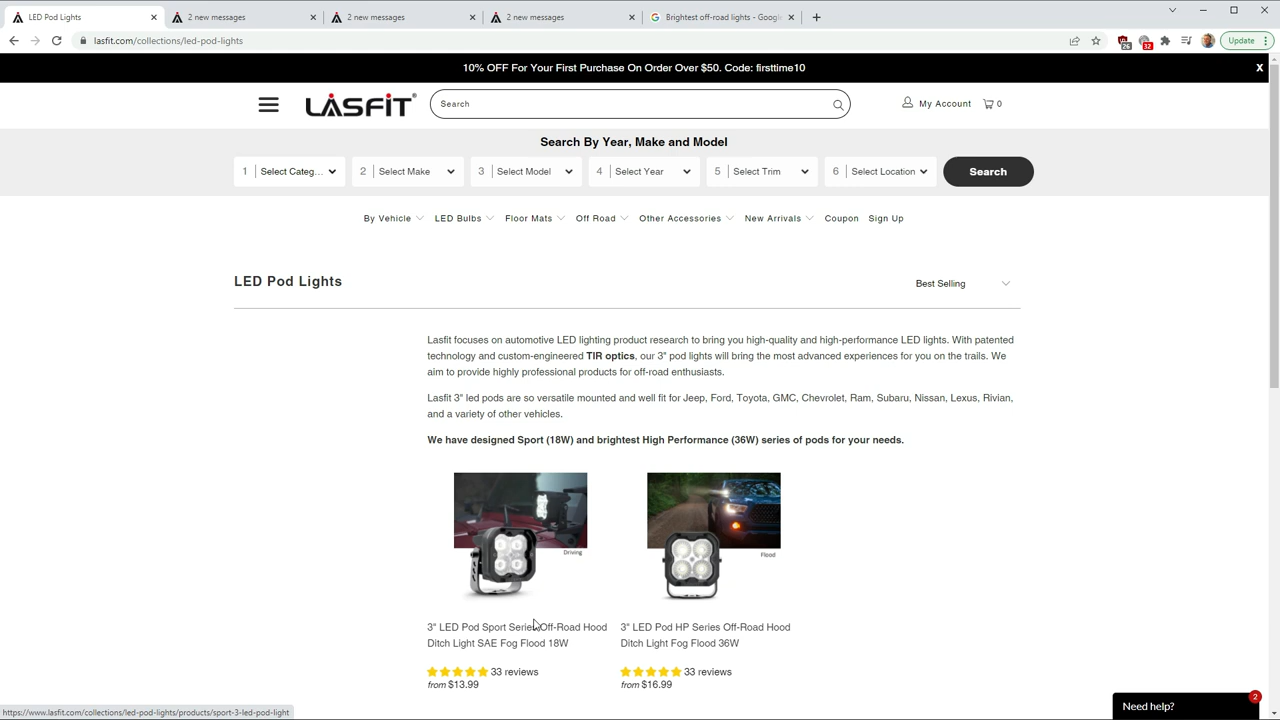 LED Pod Lights
2 new messages
2 new messages
2 new messages
Brightest off-road lights - Googl
lasfit.com/collections/led-pod-lights
26
32
Update
10% OFF For Your First Purchase On Order Over $50. Code: firsttime10
X
LASFIT®
Search
My Account
0
Search By Year, Make and Model
1 Select Categ...
2 Select Make
3 Select Model
4 Select Year
5 Select Trim
6 Select Location
Search
By Vehicle LED Bulbs Floor Mats Off Road Other Accessories New Arrivals Coupon Sign Up
LED Pod Lights
Best Selling
Lasfit focuses on automotive LED lighting product research to bring you high-quality and high-performance LED lights. With patented
technology and custom-engineered TIR optics, our 3" pod lights will bring the most advanced experiences for you on the trails. We
aim to provide highly professional products for off-road enthusiasts.
Lasfit 3" led pods are so versatile mounted and well fit for Jeep, Ford, Toyota, GMC, Chevrolet, Ram, Subaru, Nissan, Lexus, Rivian,
and a variety of other vehicles.
We have designed Sport (18W) and brightest High Performance (36W) series of pods for your needs.
Driving
Flood
3" LED Pod Sport Series Off-Road Hood
Ditch Light SAE Fog Flood 18W
33 reviews
from $13.99
3" LED Pod HP Series Off-Road Hood
Ditch Light Fog Flood 36W
33 reviews
from $16.99
Need help?
2
https://www.lasfit.com/collections/led-pod-lights/products/sport-3-led-pod-light